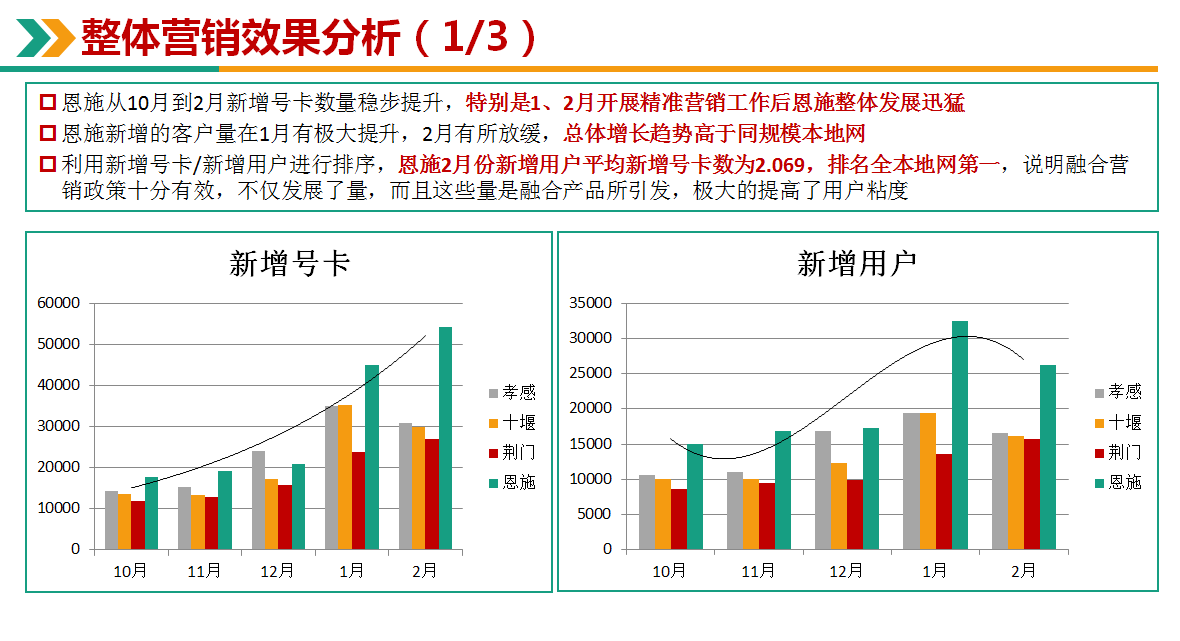 整体营销效果分析（1/3）
恩施从10月到2月新增号卡数量稳步提升，特别是1、2月开展精准营销工作后恩施整体发展迅猛
恩施新增的客户量在1月有极大提升，2月有所放缓，总体增长趋势高于同规模本地网
利用新增号卡/新增用户进行排序，恩施2月份新增用户平均新增号卡数为2.069，排名全本地网第一，说明融合营
销政策十分有效，不仅发展了量，而且这些量是融合产品所引发，极大的提高了用户粘度
新增号卡
60000
50000
40000
30000
20000
10000
0
10月 11月 12月 1月 2月
孝感
十堰
荆门
恩施
新增用户
35000
30000
25000
20000
15000
10000
5000
0
10月 11月 12月 1月 2月
孝感
十堰
荆门
恩施